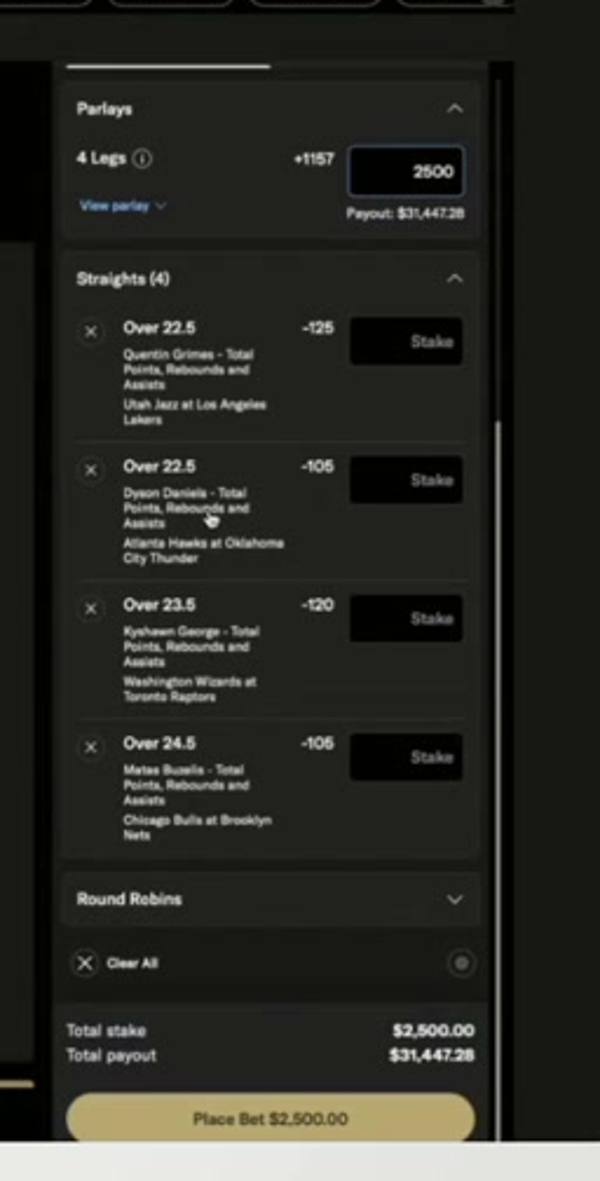 Parlays
4 Legs +1157 2500
View parlay
Payout: $31,447.28
Straights (4)
Over 22.5 -125 Stake
Quentin Grimes - Total
Points, Rebounds and
Assists
Utah Jazz at Los Angeles
Lakers
Over 22.5 -105 Stake
Dyson Daniels - Total
Points, Rebounds and
Assists
Atlanta Hawks at Oklahoma
City Thunder
Over 23.5 -120 Stake
Kyshawn George - Total
Points, Rebounds and
Assists
Washington Wizards at
Toronto Raptors
Over 24.5 -105 Stake
Matas Buzelis - Total
Points, Rebounds and
Assists
Chicago Bulls at Brooklyn
Nets
Round Robins
Clear All
Total stake $2,500.00
Total payout $31,447.28
Place Bet $2,500.00